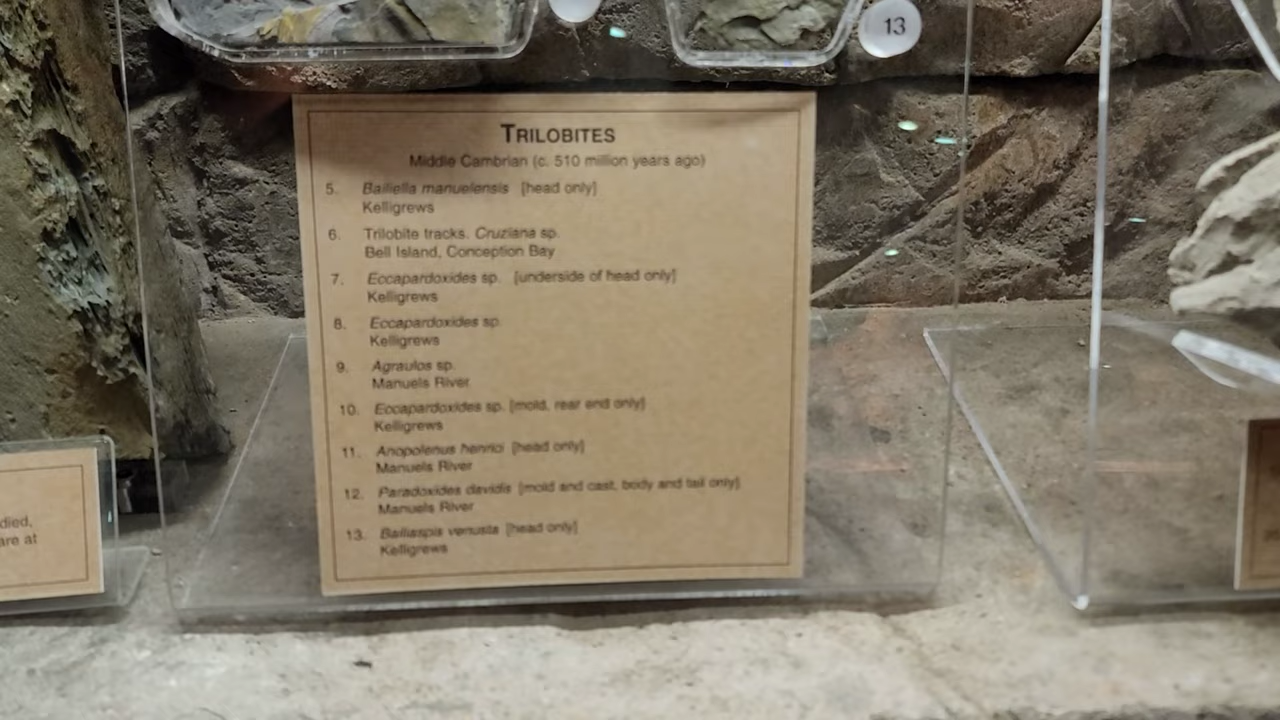 13
TRILOBITES
Middle Cambrian (c. 510 million years ago)
5. Bailiella manuelensis [head only]
Kelligrews
6. Trilobite tracks. Cruziana sp.
Bell Island, Conception Bay
7. Eccapardoxides sp. [underside of head only]
Kelligrews
8. Eccapardoxides sp.
Kelligrews
9. Agraulos sp.
Manuels River
10. Eccapardoxides sp. [mold, rear end only]
Kelligrews
11. Anopolenus henrici [head only]
Manuels River
12. Paradoxides davidis [mold and cast, body and tail only]
Manuels River
13. Bailiaspis venusta [head only]
Kelligrews
died,
are at